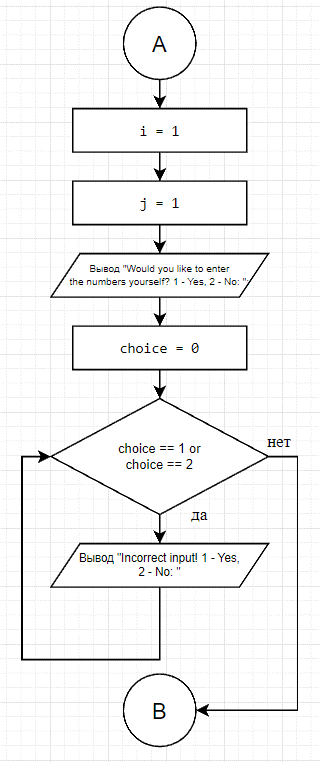 A
i = 1
j = 1
Вывод "Would you like to enter
the numbers yourself? 1 - Yes, 2 - No: "
choice = 0
choice == 1 or
choice == 2
нет
да
Вывод "Incorrect input! 1 - Yes,
2 - No: "
B